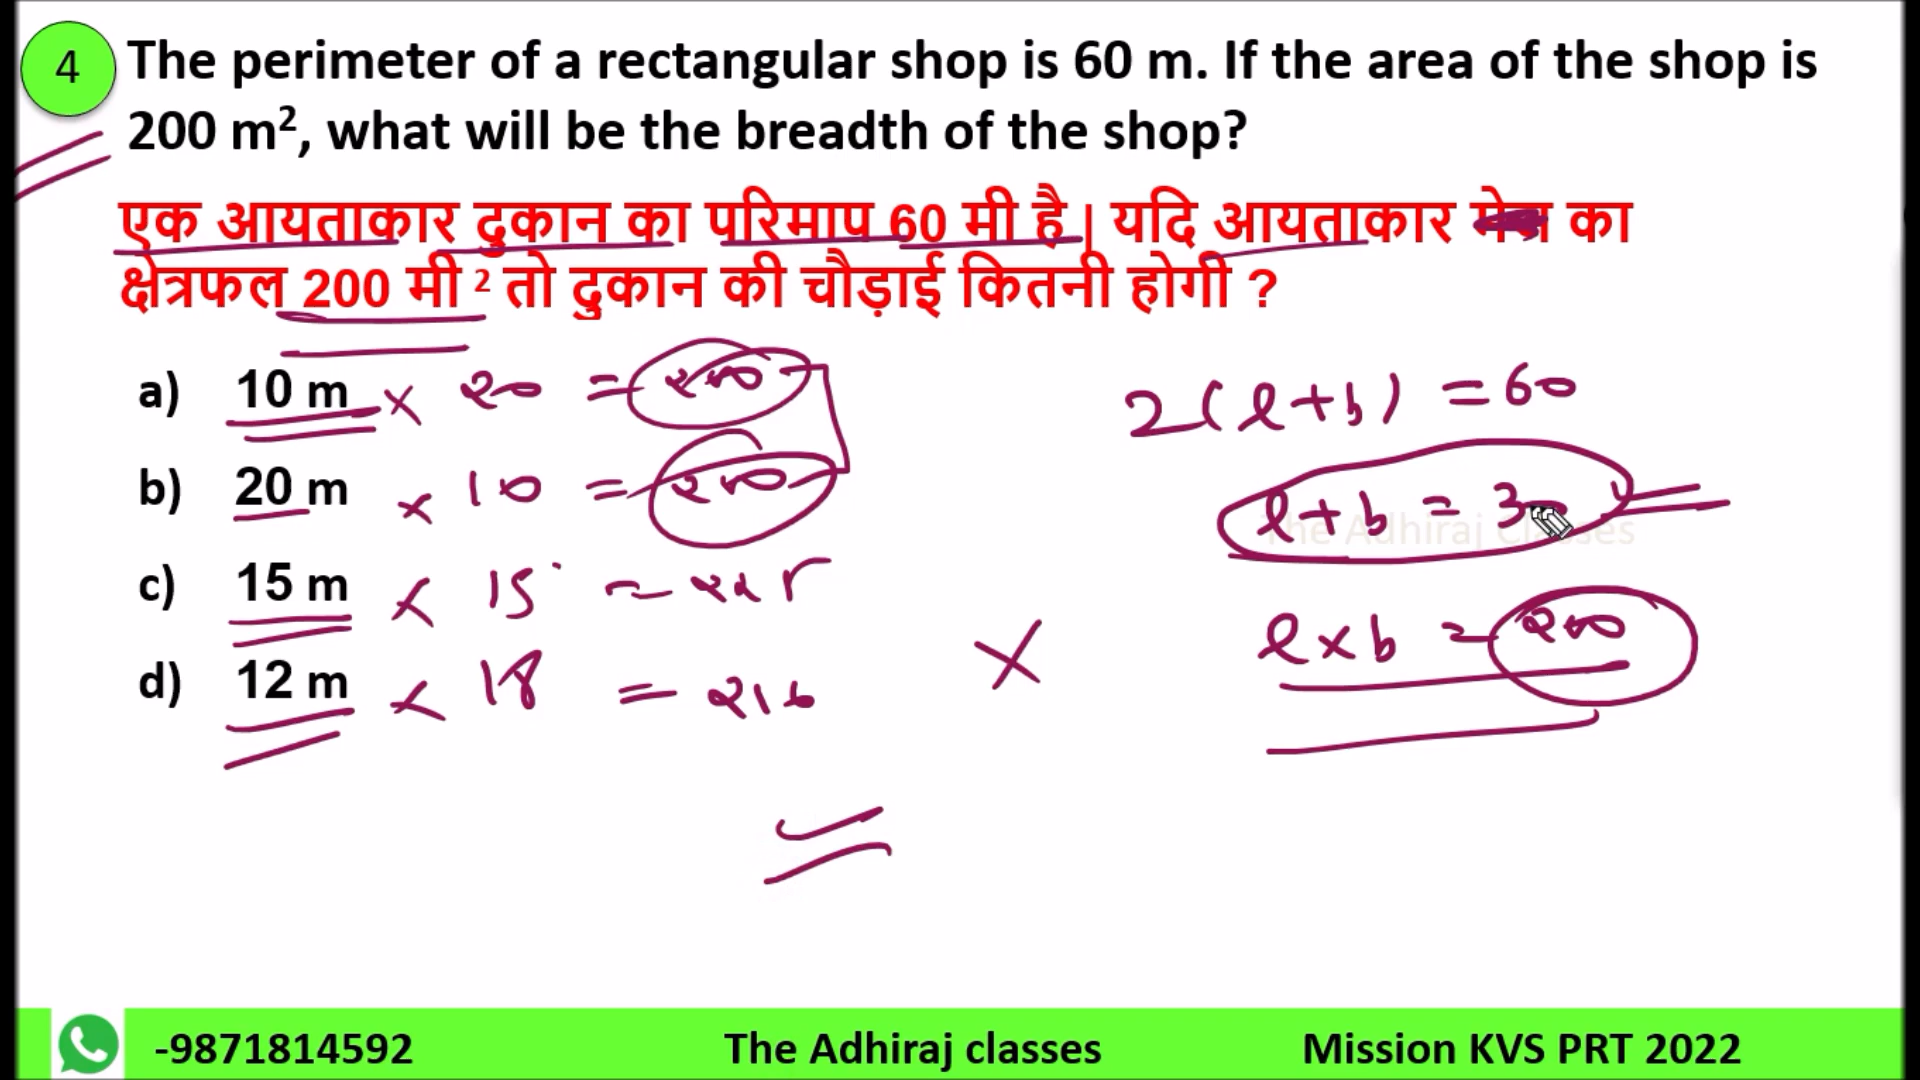 4
The perimeter of a rectangular shop is 60 m. If the area of the shop is
200 m², what will be the breadth of the shop?
एक आयताकार दुकान का परिमाप 60 मी है | यदि आयताकार का
क्षेत्रफल 200 मी ² तो दुकान की चौड़ाई कितनी होगी ?
a) 10 m × 20 = 200
b) 20 m × 10 = 200
c) 15 m × 15 = 225
d) 12 m × 18 = 216
2(l+b) = 60
l+b = 30
The Adhiraj Classes
l×b = 200
-9871814592 The Adhiraj classes Mission KVS PRT 2022